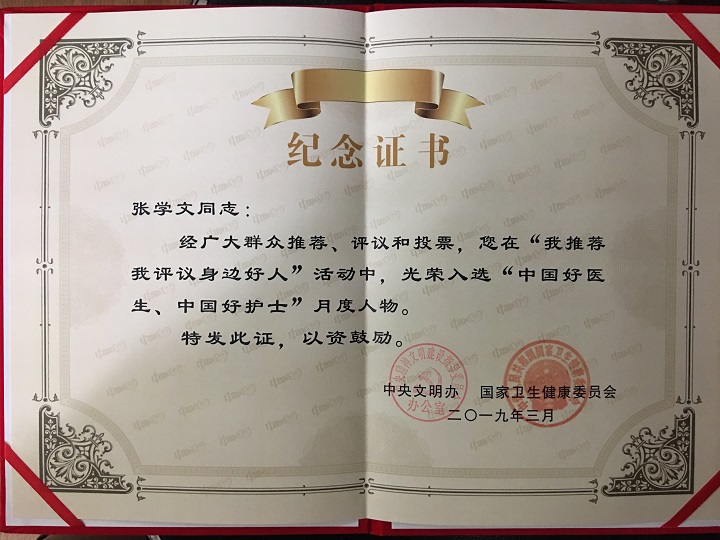 纪念证书
张学文同志：
经广大群众推荐、评议和投票，您在“我推荐
我评议身边好人”活动中，光荣入选“中国好医
生、中国好护士”月度人物。
特发此证，以资鼓励。
中央文明办 国家卫生健康委员会
二〇一九年三月
办公室